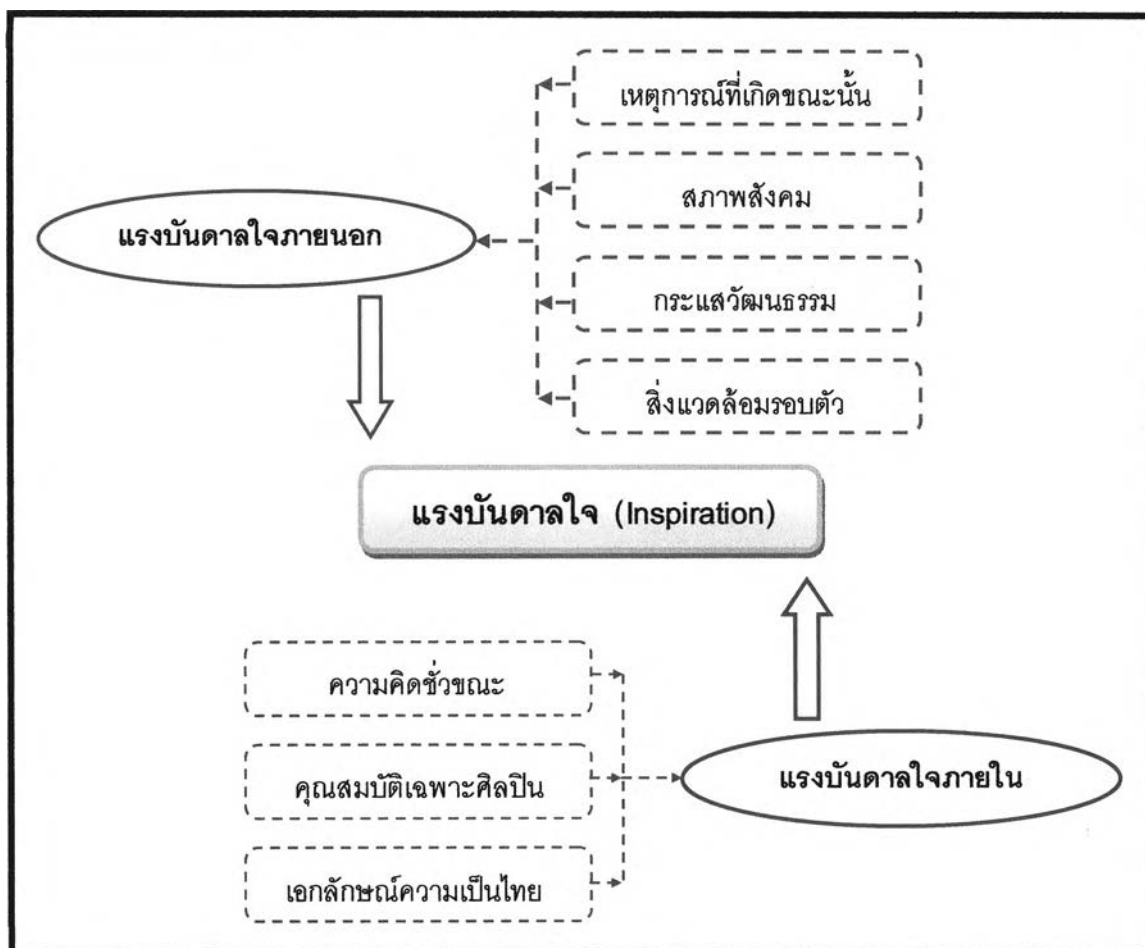 เหตุการณ์ที่เกิดขณะนั้น
สภาพสังคม
แรงบันดาลใจภายนอก
กระแสวัฒนธรรม
สิ่งแวดล้อมรอบตัว
แรงบันดาลใจ (Inspiration)
ความคิดชั่วขณะ
คุณสมบัติเฉพาะศิลปิน
แรงบันดาลใจภายใน
เอกลักษณ์ความเป็นไทย